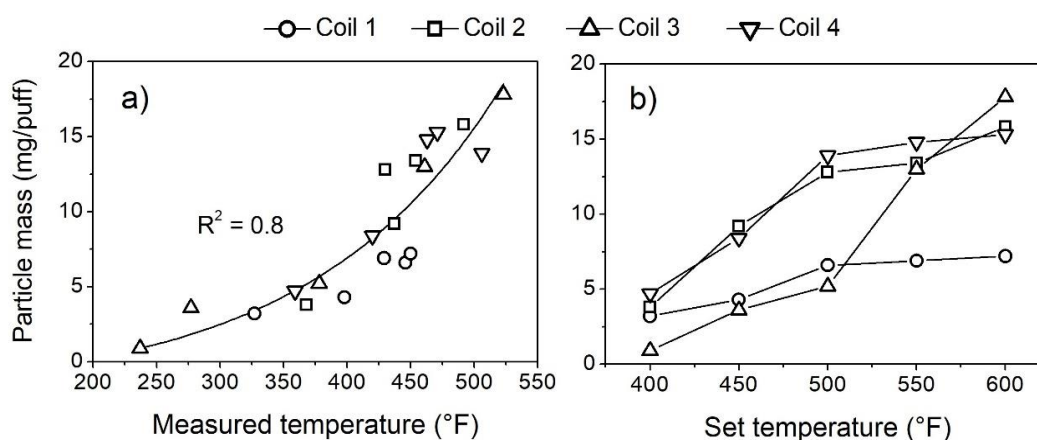 Coil 1 Coil 2 Coil 3 Coil 4
a)
Particle mass (mg/puff)
20
15
10
5
0
R² = 0.8
200 250 300 350 400 450 500 550
Measured temperature (°F)
b)
20
15
10
5
0
400 450 500 550 600
Set temperature (°F)